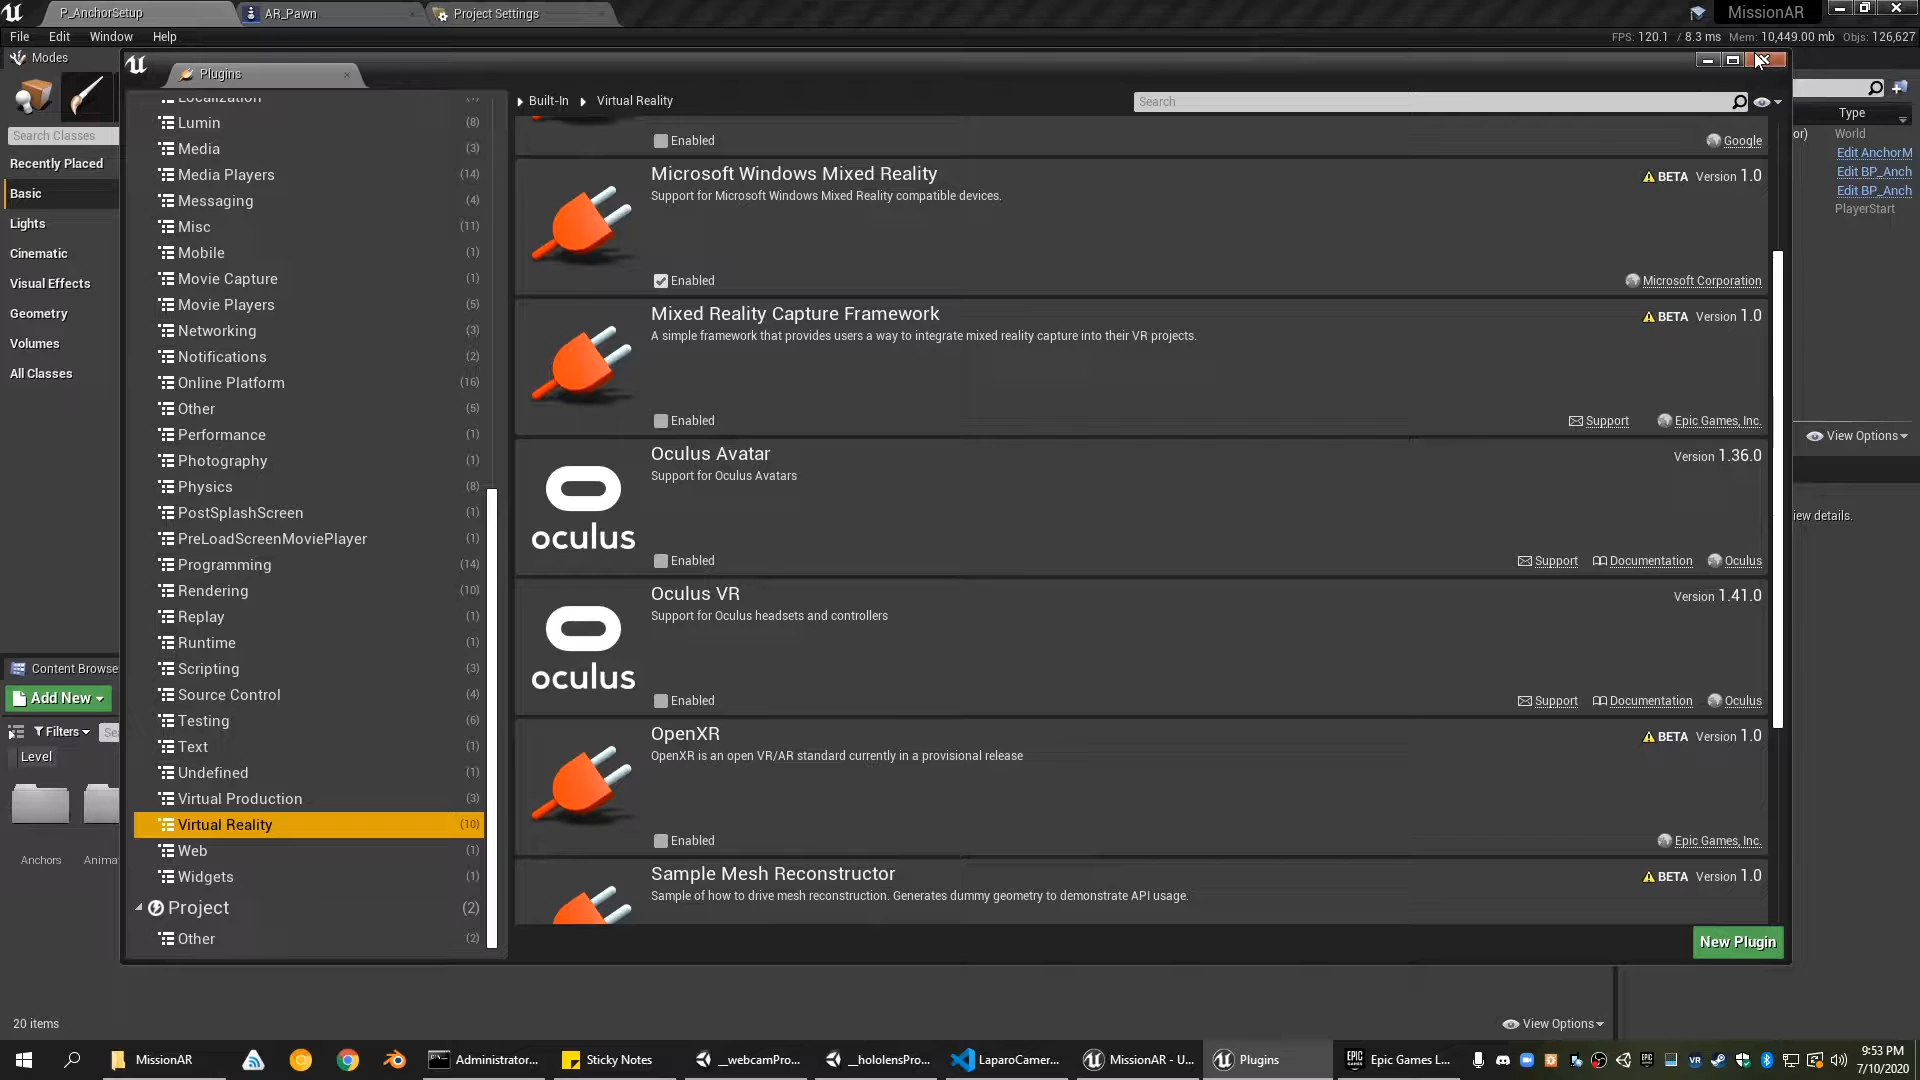 P_AnchorSetup
AR_Pawn
Project Settings
MissionAR
File Edit Window Help
FPS: 120.1 / 8.3 ms Mem: 10,449.00 mb Objs: 126,627
Modes
Plugins
Search Classes
Recently Placed
Basic
Lights
Cinematic
Visual Effects
Geometry
Volumes
All Classes
Localization
Lumin (8)
Media (3)
Media Players (14)
Messaging (4)
Misc (11)
Mobile (1)
Movie Capture (1)
Movie Players (5)
Networking (3)
Notifications (2)
Online Platform (16)
Other (5)
Performance (1)
Photography (1)
Physics (8)
PostSplashScreen (1)
PreLoadScreenMoviePlayer (1)
Programming (14)
Rendering (10)
Replay (1)
Runtime (1)
Scripting (3)
Source Control (4)
Testing (6)
Text (1)
Undefined (1)
Virtual Production (3)
Virtual Reality (10)
Web (1)
Widgets (1)
Project (2)
Other (2)
Built-In Virtual Reality
Search
Enabled Google
Microsoft Windows Mixed Reality BETA Version 1.0
Support for Microsoft Windows Mixed Reality compatible devices.
Enabled Microsoft Corporation
Mixed Reality Capture Framework BETA Version 1.0
A simple framework that provides users a way to integrate mixed reality capture into their VR projects.
Enabled Support Epic Games, Inc.
Oculus Avatar Version 1.36.0
Support for Oculus Avatars
oculus
Enabled Support Documentation Oculus
Oculus VR Version 1.41.0
Support for Oculus headsets and controllers
oculus
Enabled Support Documentation Oculus
OpenXR BETA Version 1.0
OpenXR is an open VR/AR standard currently in a provisional release
Enabled Epic Games, Inc.
Sample Mesh Reconstructor BETA Version 1.0
Sample of how to drive mesh reconstruction. Generates dummy geometry to demonstrate API usage.
New Plugin
Type
or) World
Edit AnchorM
Edit BP_Anch
Edit BP_Anch
PlayerStart
View Options
iew details.
Content Browse
Add New
Filters Sea
Level
Anchors Anima
20 items
View Options
MissionAR
Administrator...
Sticky Notes
__webcamPro...
__hololensPro...
LaparoCamer...
MissionAR - U...
Plugins
EPIC GAMES
Epic Games L...
9:53 PM
7/10/2020